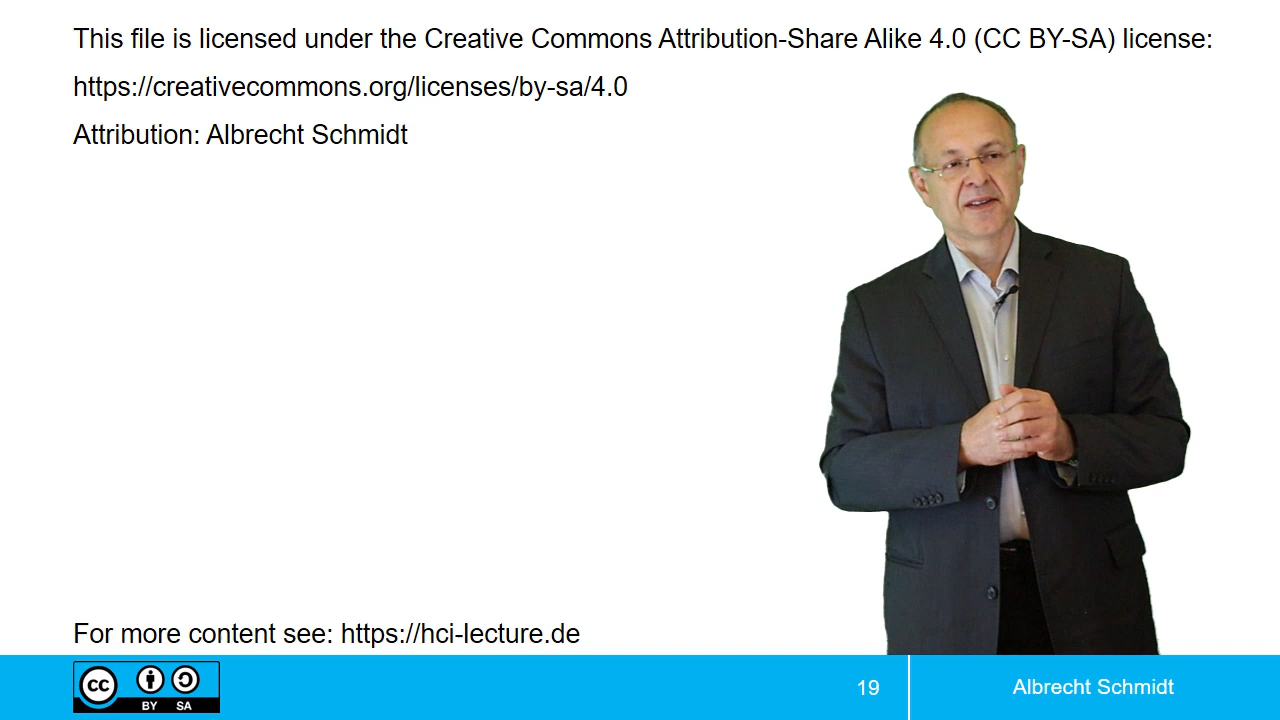 This file is licensed under the Creative Commons Attribution-Share Alike 4.0 (CC BY-SA) license:
https://creativecommons.org/licenses/by-sa/4.0
Attribution: Albrecht Schmidt
For more content see: https://hci-lecture.de
cc
BY SA
19
Albrecht Schmidt